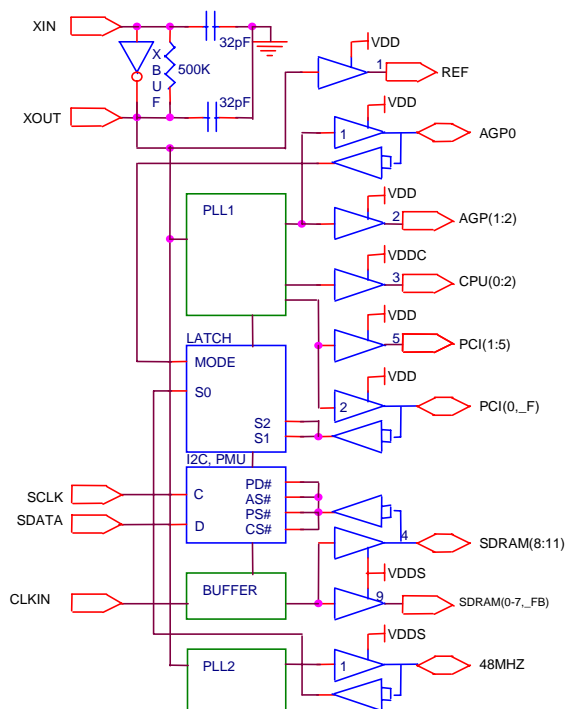 XIN
32pF
VDD
X
B
U
F
500K
1
REF
32pF
XOUT
VDD
1
AGP0
VDD
PLL1
2
AGP(1:2)
VDDC
3
CPU(0:2)
VDD
5
PCI(1:5)
LATCH
MODE
VDD
S0
2
PCI(0,_F)
S2
S1
I2C, PMU
SCLK
C
PD#
AS#
SDATA
D
PS#
CS#
4
SDRAM(8:11)
VDDS
CLKIN
BUFFER
9
SDRAM(0-7,_FB)
VDDS
PLL2
1
48MHZ